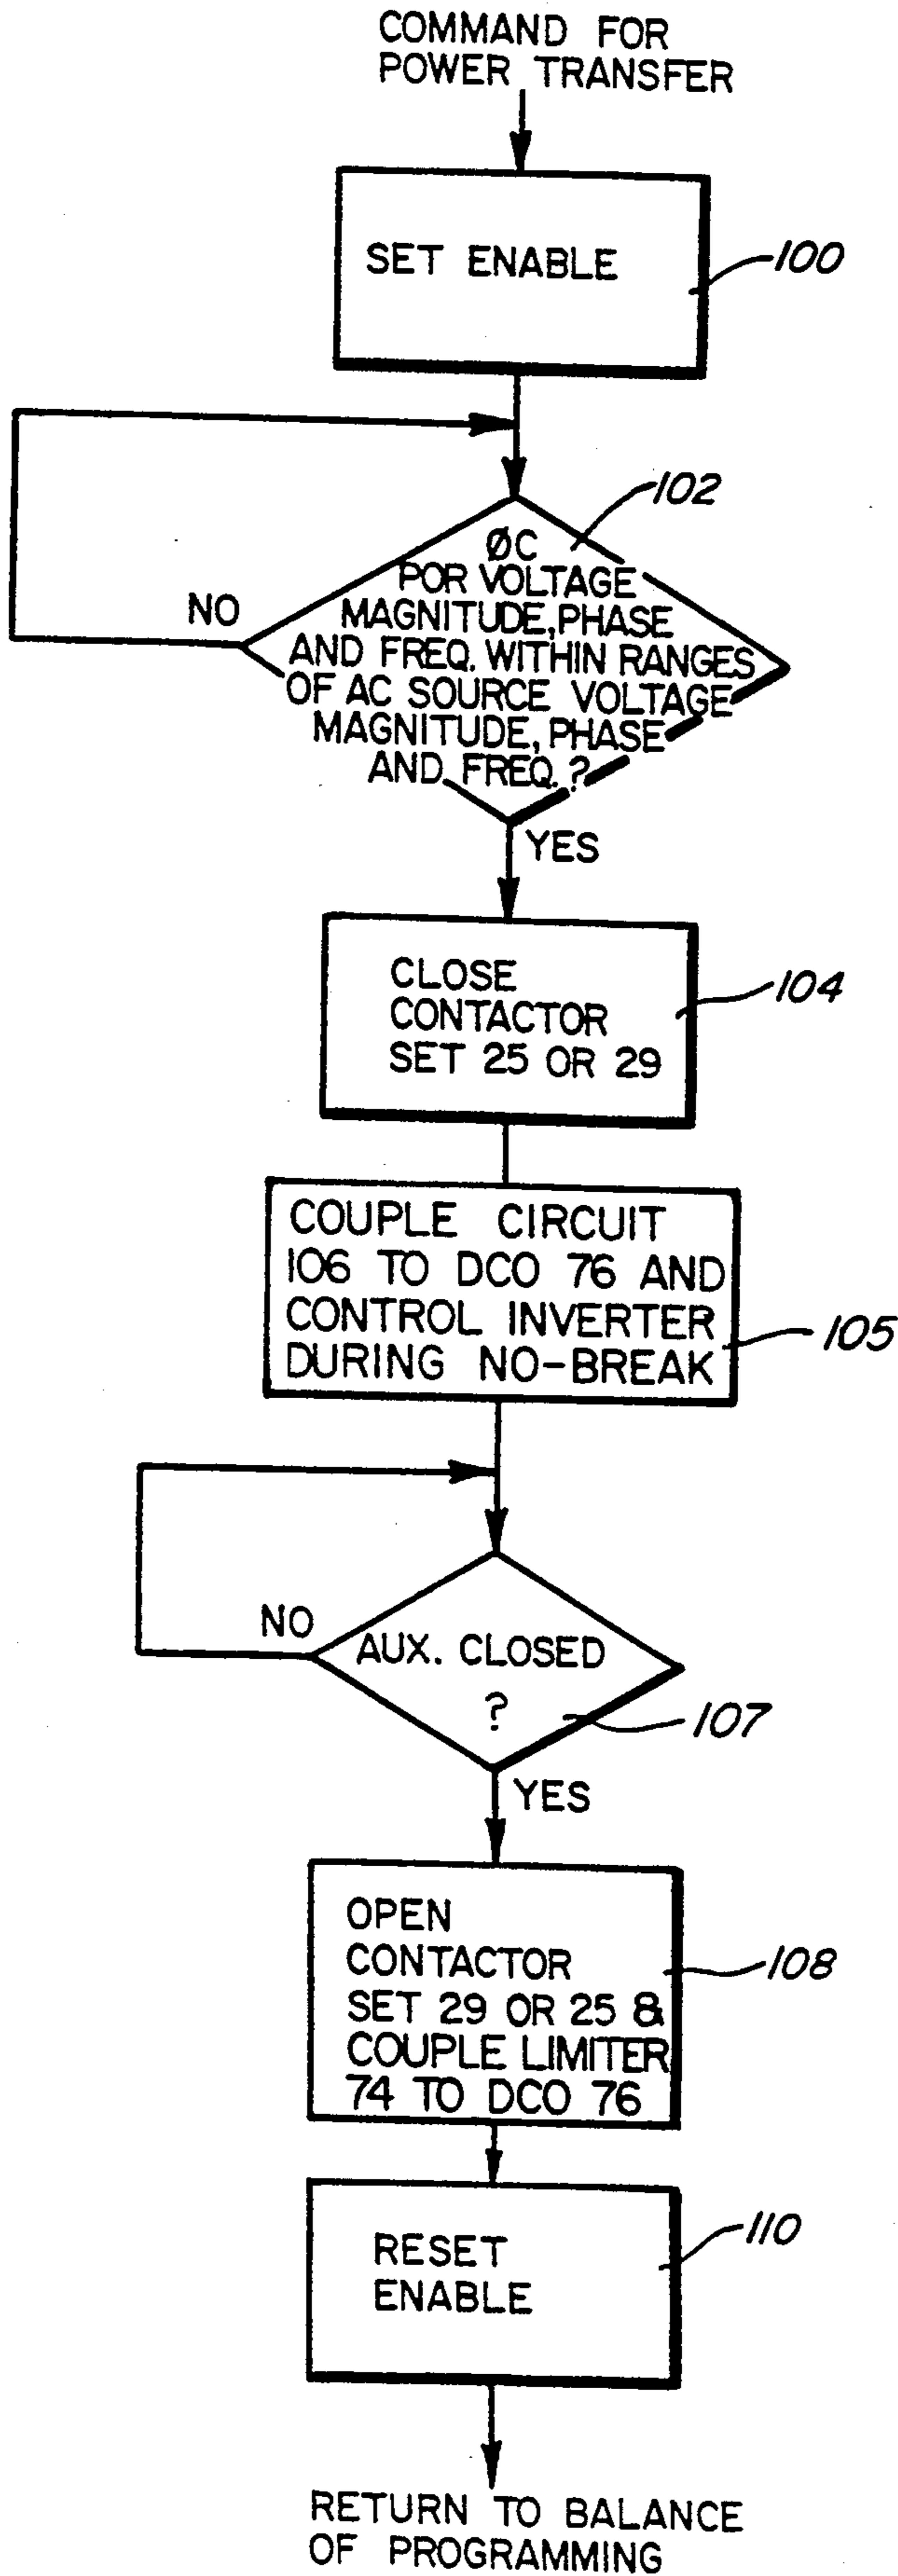 COMMAND FOR
POWER TRANSFER
SET ENABLE
100
102
ØC
POR VOLTAGE
MAGNITUDE, PHASE
AND FREQ. WITHIN RANGES
OF AC SOURCE VOLTAGE
MAGNITUDE, PHASE
AND FREQ. ?
NO
YES
CLOSE
CONTACTOR
SET 25 OR 29
104
COUPLE CIRCUIT
106 TO DCO 76 AND
CONTROL INVERTER
DURING NO-BREAK
105
NO
AUX. CLOSED
?
107
YES
OPEN
CONTACTOR
SET 29 OR 25 &
COUPLE LIMITER
74 TO DCO 76
108
RESET
ENABLE
110
RETURN TO BALANCE
OF PROGRAMMING